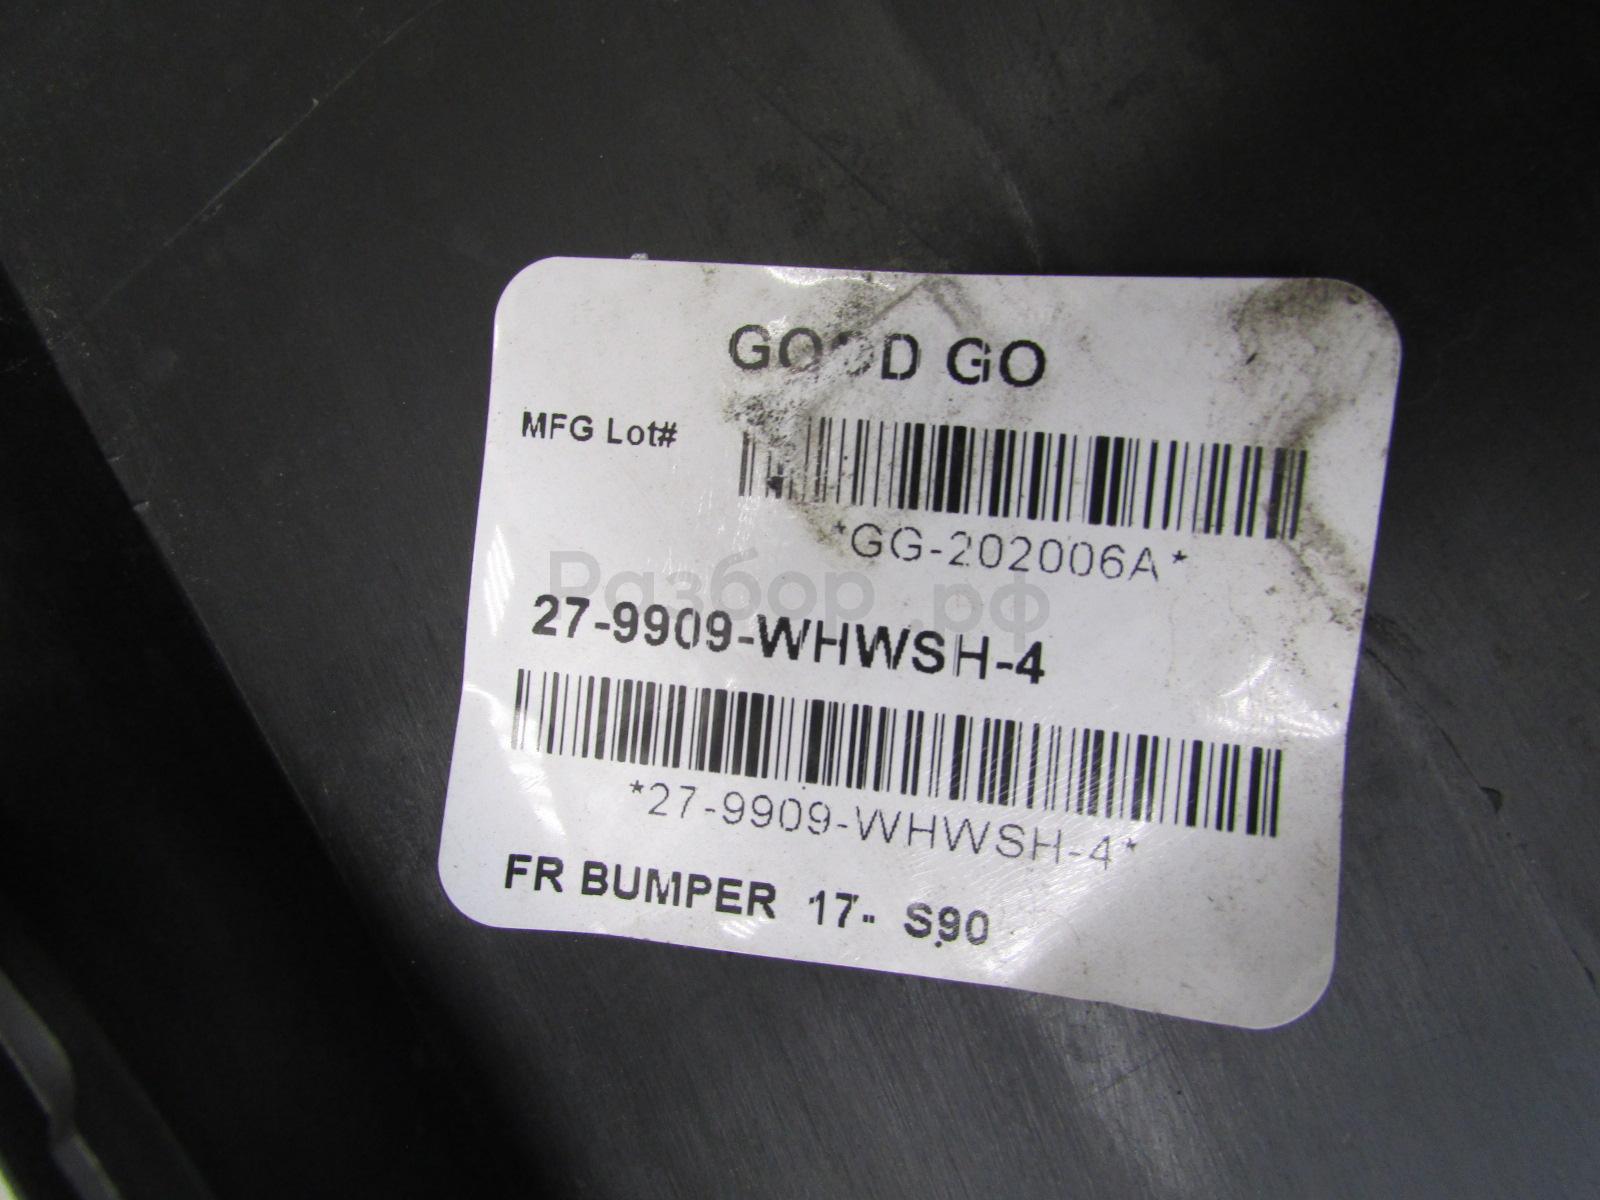 GOOD GO
MFG Lot#
*GG-202006A*
Разбор.рф
27-9909-WHWSH-4
*27-9909-WHWSH-4*
FR BUMPER 17- S90